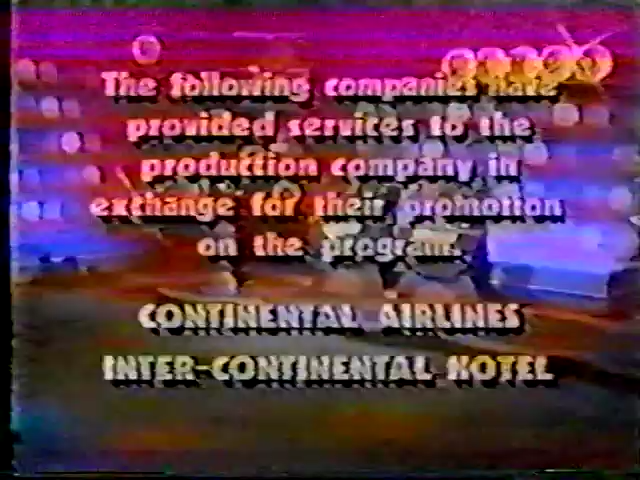 The following companies have
provided services to the
production company in
exchange for their promotion
on the program.
CONTINENTAL AIRLINES
INTER-CONTINENTAL HOTEL